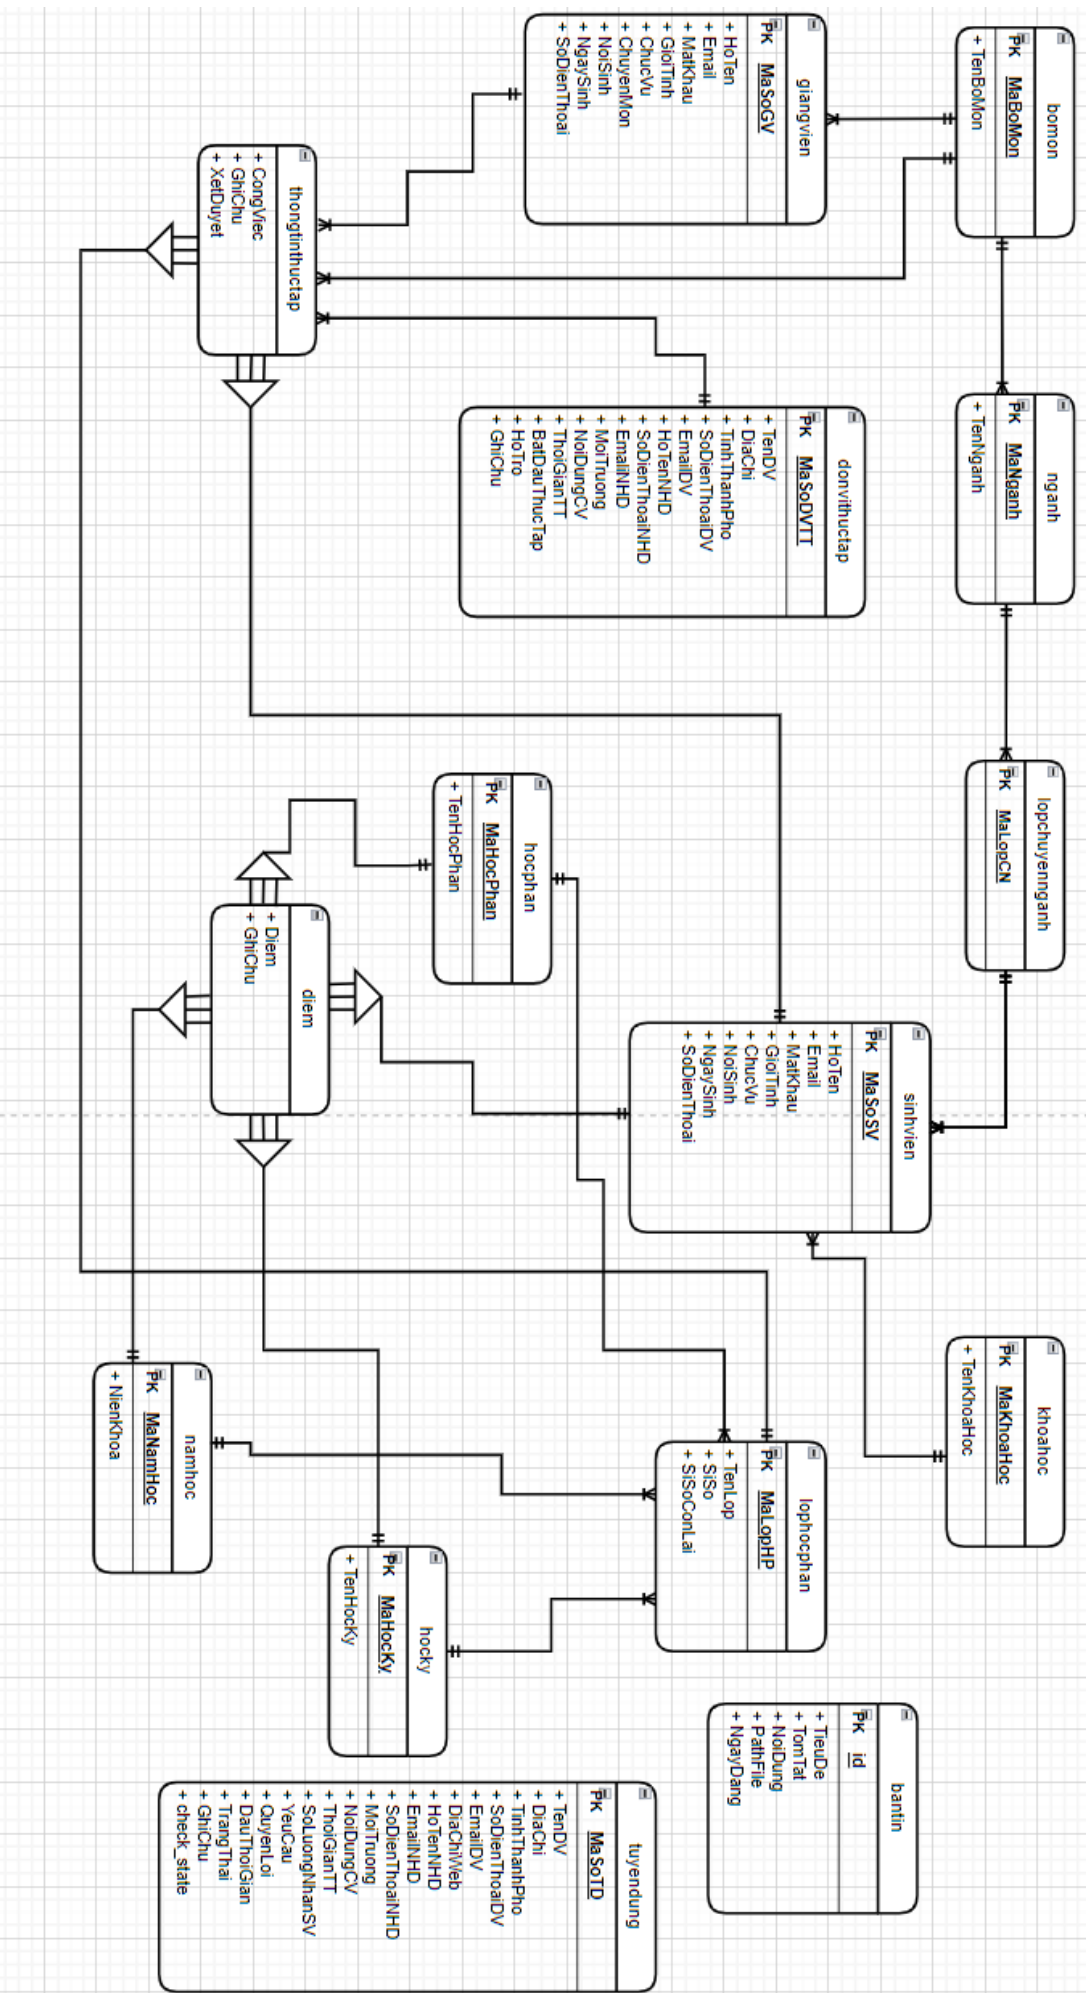 bomon
PK MaBoMon
+ TenBoMon
nganh
PK MaNganh
+ TenNganh
lopchuyennganh
PK MaLopCN
khoahoc
PK MaKhoaHoc
+ TenKhoaHoc
giangvien
PK MaSoGV
+ HoTen
+ Email
+ MatKhau
+ GioiTinh
+ ChucVu
+ ChuyenMon
+ NoiSinh
+ NgaySinh
+ SoDienThoai
donvithuctap
PK MaSoDVTT
+ TenDV
+ DiaChi
+ TinhThanhPho
+ SoDienThoaiDV
+ EmailDV
+ HoTenNHD
+ SoDienThoaiNHD
+ EmailNHD
+ MoiTruong
+ NoiDungCV
+ ThoiGianTT
+ BatDauThucTap
+ HoTro
+ GhiChu
sinhvien
PK MaSoSV
+ HoTen
+ Email
+ MatKhau
+ GioiTinh
+ ChucVu
+ NoiSinh
+ NgaySinh
+ SoDienThoai
lophocphan
PK MaLopHP
+ TenLop
+ SiSo
+ SiSoConLai
bantin
PK id
+ TieuDe
+ TomTat
+ NoiDung
+ PathFile
+ NgayDang
thongtinthuctap
+ CongViec
+ GhiChu
+ XetDuyet
hocphan
PK MaHocPhan
+ TenHocPhan
diem
+ Diem
+ GhiChu
namhoc
PK MaNamHoc
+ NienKhoa
hocky
PK MaHocKy
+ TenHocKy
tuyendung
PK MaSoTD
+ TenDV
+ DiaChi
+ TinhThanhPho
+ SoDienThoaiDV
+ EmailDV
+ DiaChiWeb
+ HoTenNHD
+ EmailNHD
+ SoDienThoaiNHD
+ MoiTruong
+ NoiDungCV
+ ThoiGianTT
+ SoLuongNhanSV
+ YeuCau
+ QuyenLoi
+ DauThoiGian
+ TrangThai
+ GhiChu
+ check_state